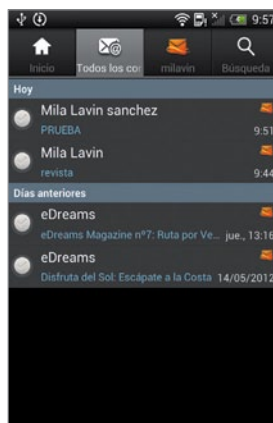 9:57
Inicio
Todos los cor
milavin
Búsqueda
Hoy
Mila Lavin sanchez
PRUEBA 9:51
Mila Lavin
revista 9:44
Días anteriores
eDreams
eDreams Magazine nº7: Ruta por Ve... jue., 13:16
eDreams
Disfruta del Sol: Escápate a la Costa 14/05/2012